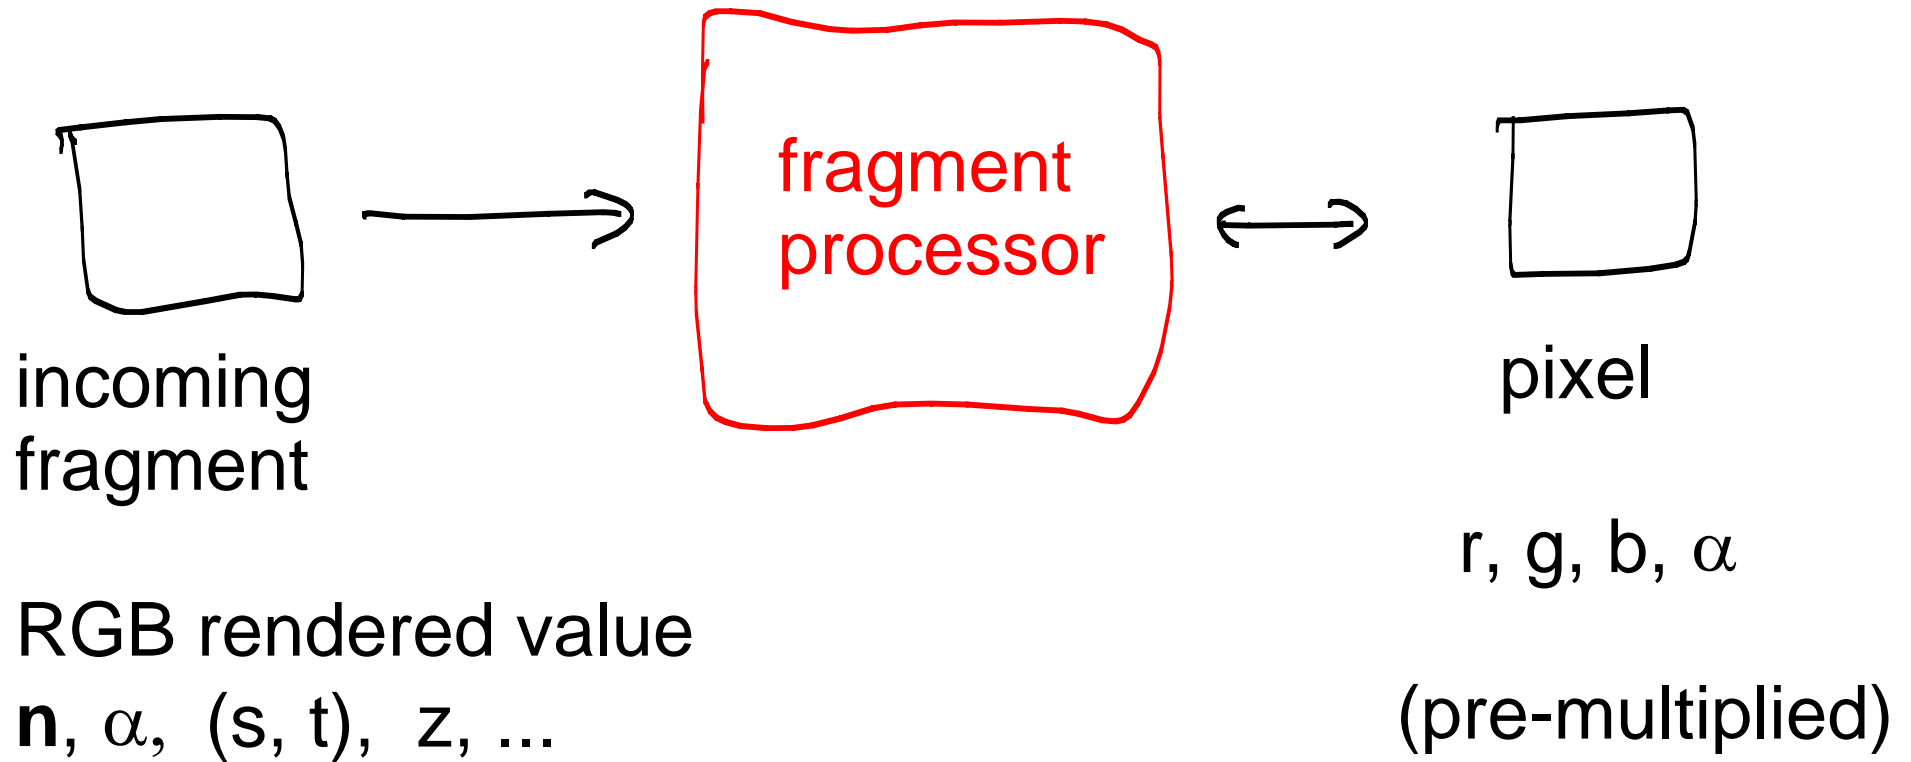 fragment
processor
incoming
fragment
pixel
r, g, b, α
RGB rendered value
n, α, (s, t), z, ...
(pre-multiplied)